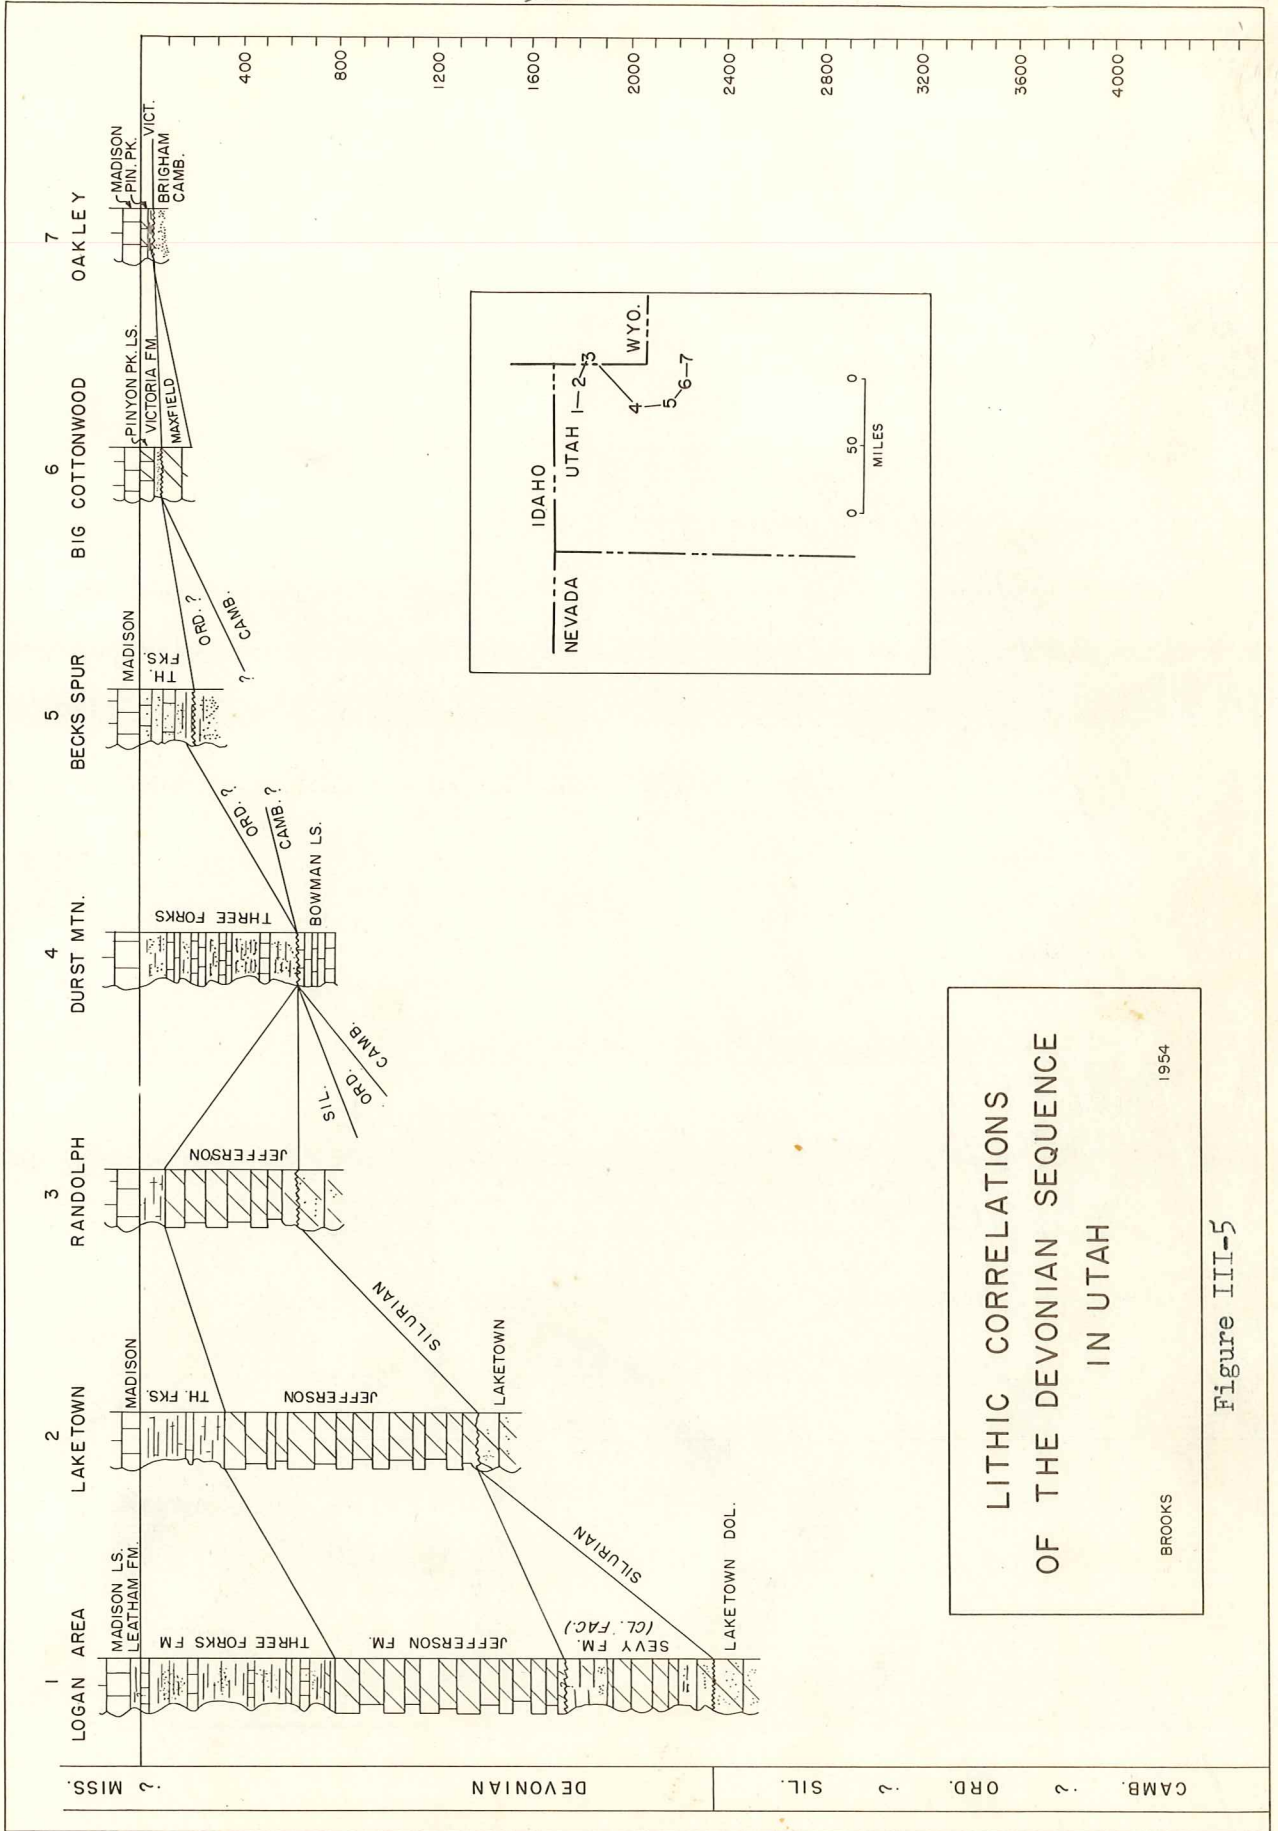 1
LOGAN AREA
2
LAKETOWN
3
RANDOLPH
4
DURST MTN.
5
BECKS SPUR
6
BIG COTTONWOOD
7
OAKLEY
MISS.
?
DEVONIAN
SIL.
?
ORD.
?
CAMB.
MADISON LS.
LEATHAM FM.
THREE FORKS FM
JEFFERSON FM.
SEVY FM.
(CL. FAC.)
LAKETOWN DOL.
SILURIAN
MADISON
TH. FKS.
JEFFERSON
LAKETOWN
SILURIAN
JEFFERSON
SIL.
ORD.
CAMB.
THREE FORKS
BOWMAN LS.
ORD. ?
CAMB. ?
MADISON
TH.
FKS.
ORD. ?
CAMB.
?
PINYON PK. LS.
VICTORIA FM.
MAXFIELD
MADISON
PIN. PK.
VICT.
BRIGHAM
CAMB.
400
800
1200
1600
2000
2400
2800
3200
3600
4000
NEVADA
IDAHO
UTAH
WYO.
1
2
3
4
5
6
7
0 50 0
MILES
LITHIC CORRELATIONS
OF THE DEVONIAN SEQUENCE
IN UTAH
BROOKS 1954
Figure III-5